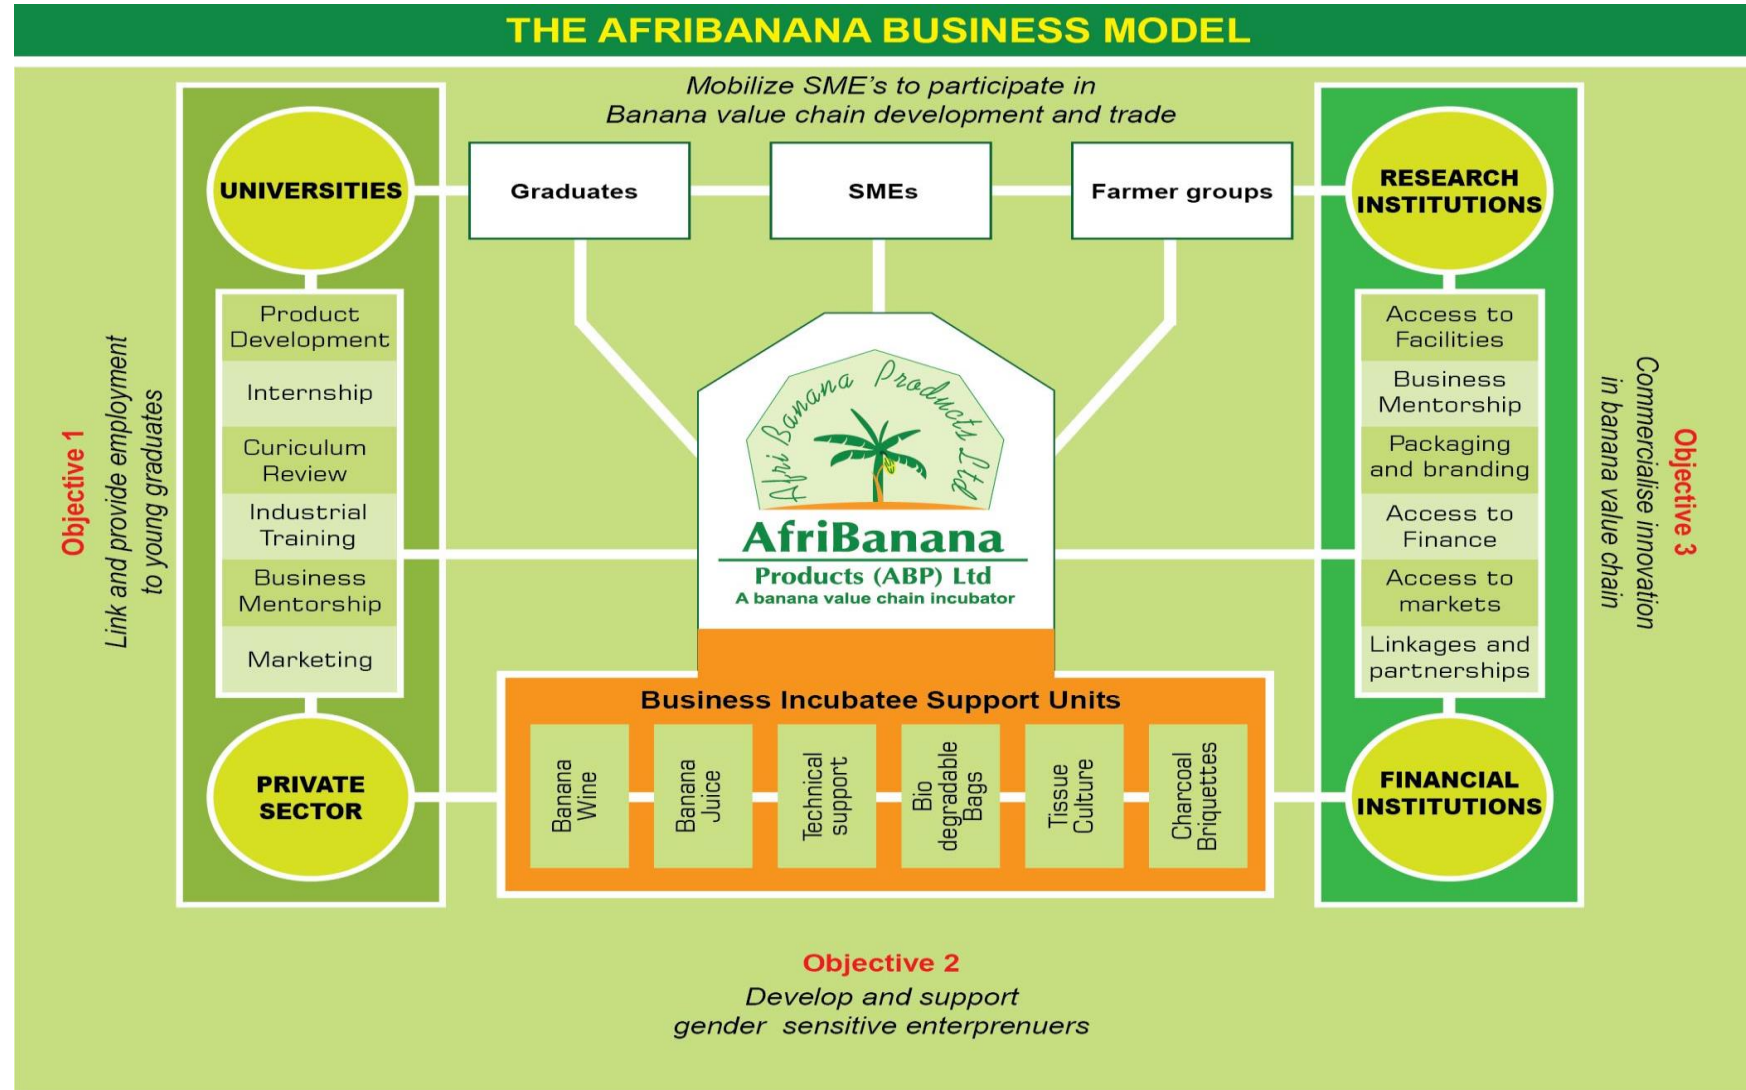 THE AFRIBANANA BUSINESS MODEL
Mobilize SME's to participate in
Banana value chain development and trade
UNIVERSITIES
Graduates
SMEs
Farmer groups
RESEARCH
INSTITUTIONS
Objective 1
Link and provide employment
to young graduates
Product
Development
Internship
Curiculum
Review
Industrial
Training
Business
Mentorship
Marketing
PRIVATE
SECTOR
Afri Banana Products Ltd
AfriBanana
Products (ABP) Ltd
A banana value chain incubator
Business Incubatee Support Units
Banana
Wine
Banana
Juice
Technical
support
Bio
degradable
Bags
Tissue
Culture
Charcoal
Briquettes
Access to
Facilities
Business
Mentorship
Packaging
and branding
Access to
Finance
Access to
markets
Linkages and
partnerships
FINANCIAL
INSTITUTIONS
Objective 3
Commercialise innovation
in banana value chain
Objective 2
Develop and support
gender sensitive enterprenuers